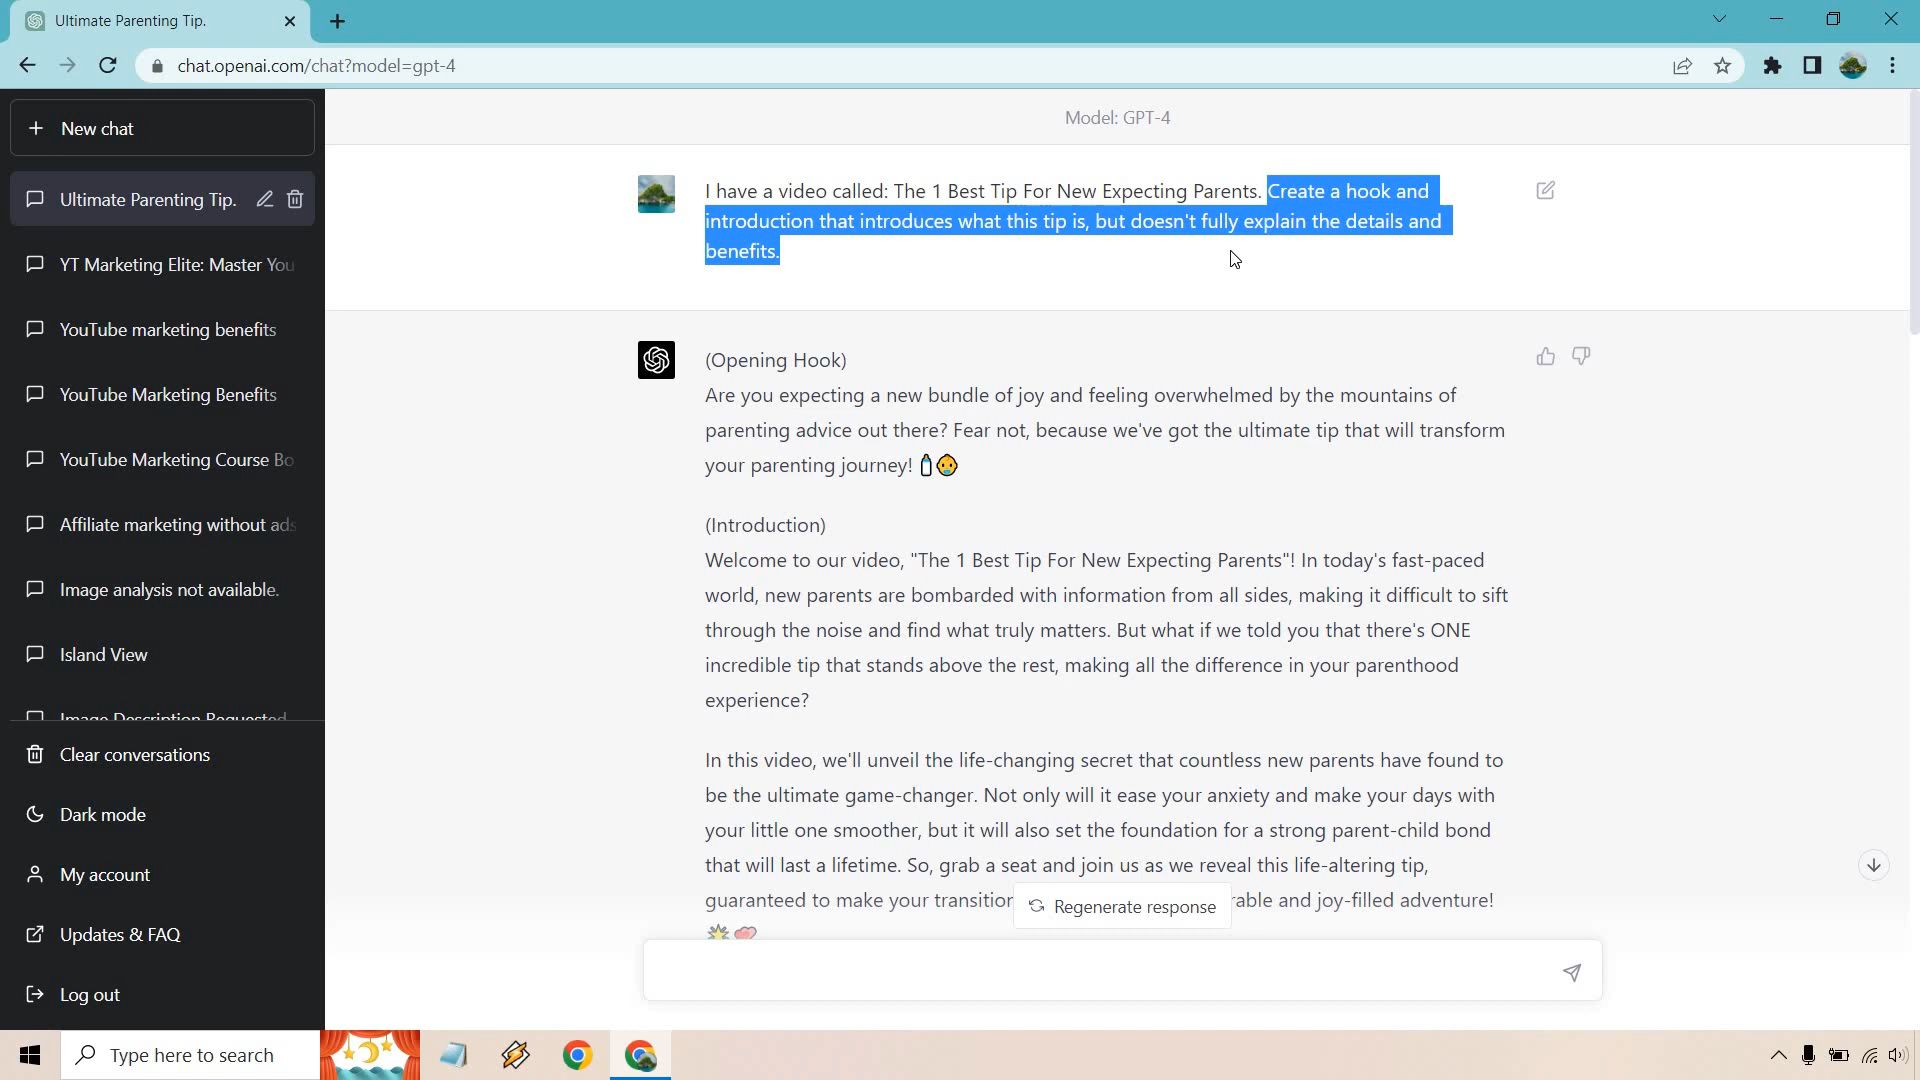 Ultimate Parenting Tip.
chat.openai.com/chat?model=gpt-4
New chat
Ultimate Parenting Tip.
YT Marketing Elite: Master You
YouTube marketing benefits
YouTube Marketing Benefits
YouTube Marketing Course Bo
Affiliate marketing without ads
Image analysis not available.
Island View
Image Description Requested
Clear conversations
Dark mode
My account
Updates & FAQ
Log out
Model: GPT-4
I have a video called: The 1 Best Tip For New Expecting Parents. Create a hook and
introduction that introduces what this tip is, but doesn't fully explain the details and
benefits.
(Opening Hook)
Are you expecting a new bundle of joy and feeling overwhelmed by the mountains of
parenting advice out there? Fear not, because we've got the ultimate tip that will transform
your parenting journey! 🍼👶
(Introduction)
Welcome to our video, "The 1 Best Tip For New Expecting Parents"! In today's fast-paced
world, new parents are bombarded with information from all sides, making it difficult to sift
through the noise and find what truly matters. But what if we told you that there's ONE
incredible tip that stands above the rest, making all the difference in your parenthood
experience?
In this video, we'll unveil the life-changing secret that countless new parents have found to
be the ultimate game-changer. Not only will it ease your anxiety and make your days with
your little one smoother, but it will also set the foundation for a strong parent-child bond
that will last a lifetime. So, grab a seat and join us as we reveal this life-altering tip,
guaranteed to make your transition rable and joy-filled adventure!
🌟💖
Regenerate response
Type here to search